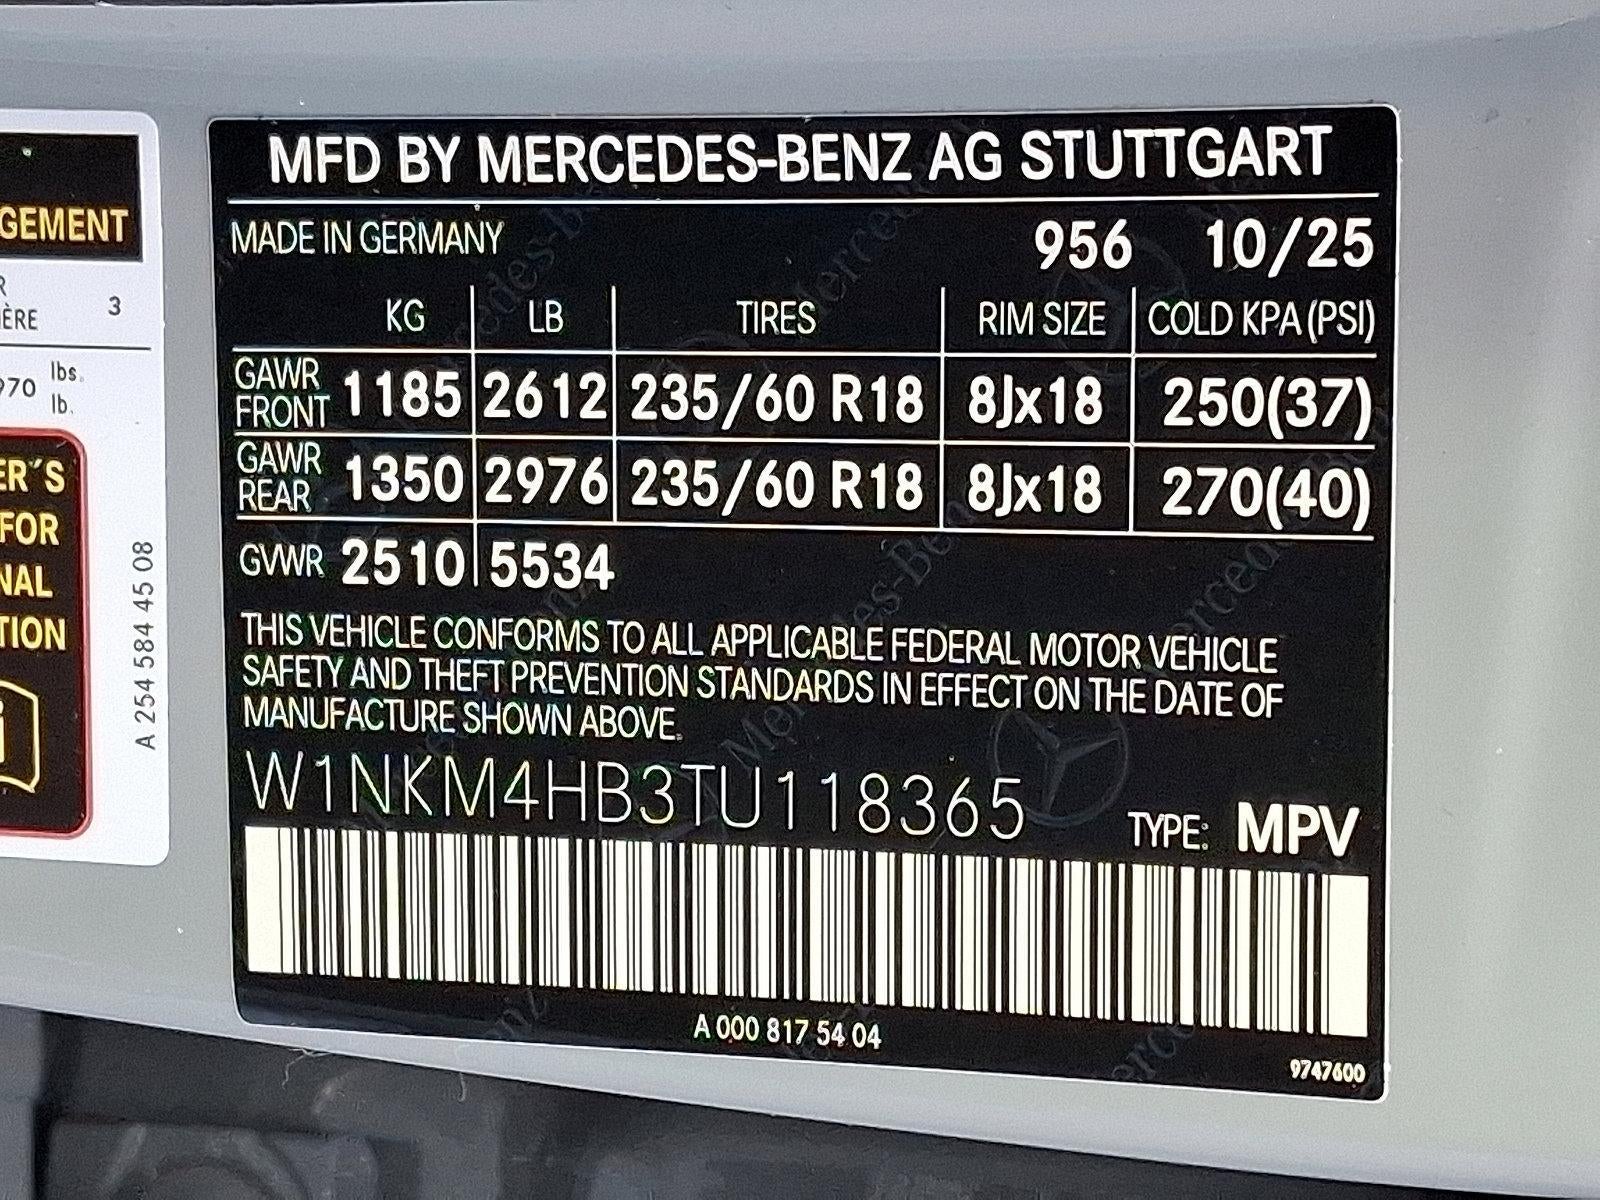 GEMENT
R
IÈRE 3
970 lbs.
lb.
ER'S
FOR
NAL
TION
A 254 584 45 08
MFD BY MERCEDES-BENZ AG STUTTGART
MADE IN GERMANY 956 10/25
KG LB TIRES RIM SIZE COLD KPA (PSI)
GAWR FRONT 1185 2612 235/60 R18 8Jx18 250(37)
GAWR REAR 1350 2976 235/60 R18 8Jx18 270(40)
GVWR 2510 5534
THIS VEHICLE CONFORMS TO ALL APPLICABLE FEDERAL MOTOR VEHICLE
SAFETY AND THEFT PREVENTION STANDARDS IN EFFECT ON THE DATE OF
MANUFACTURE SHOWN ABOVE.
W1NKM4HB3TU118365 TYPE: MPV
A 000 817 54 04
9747600